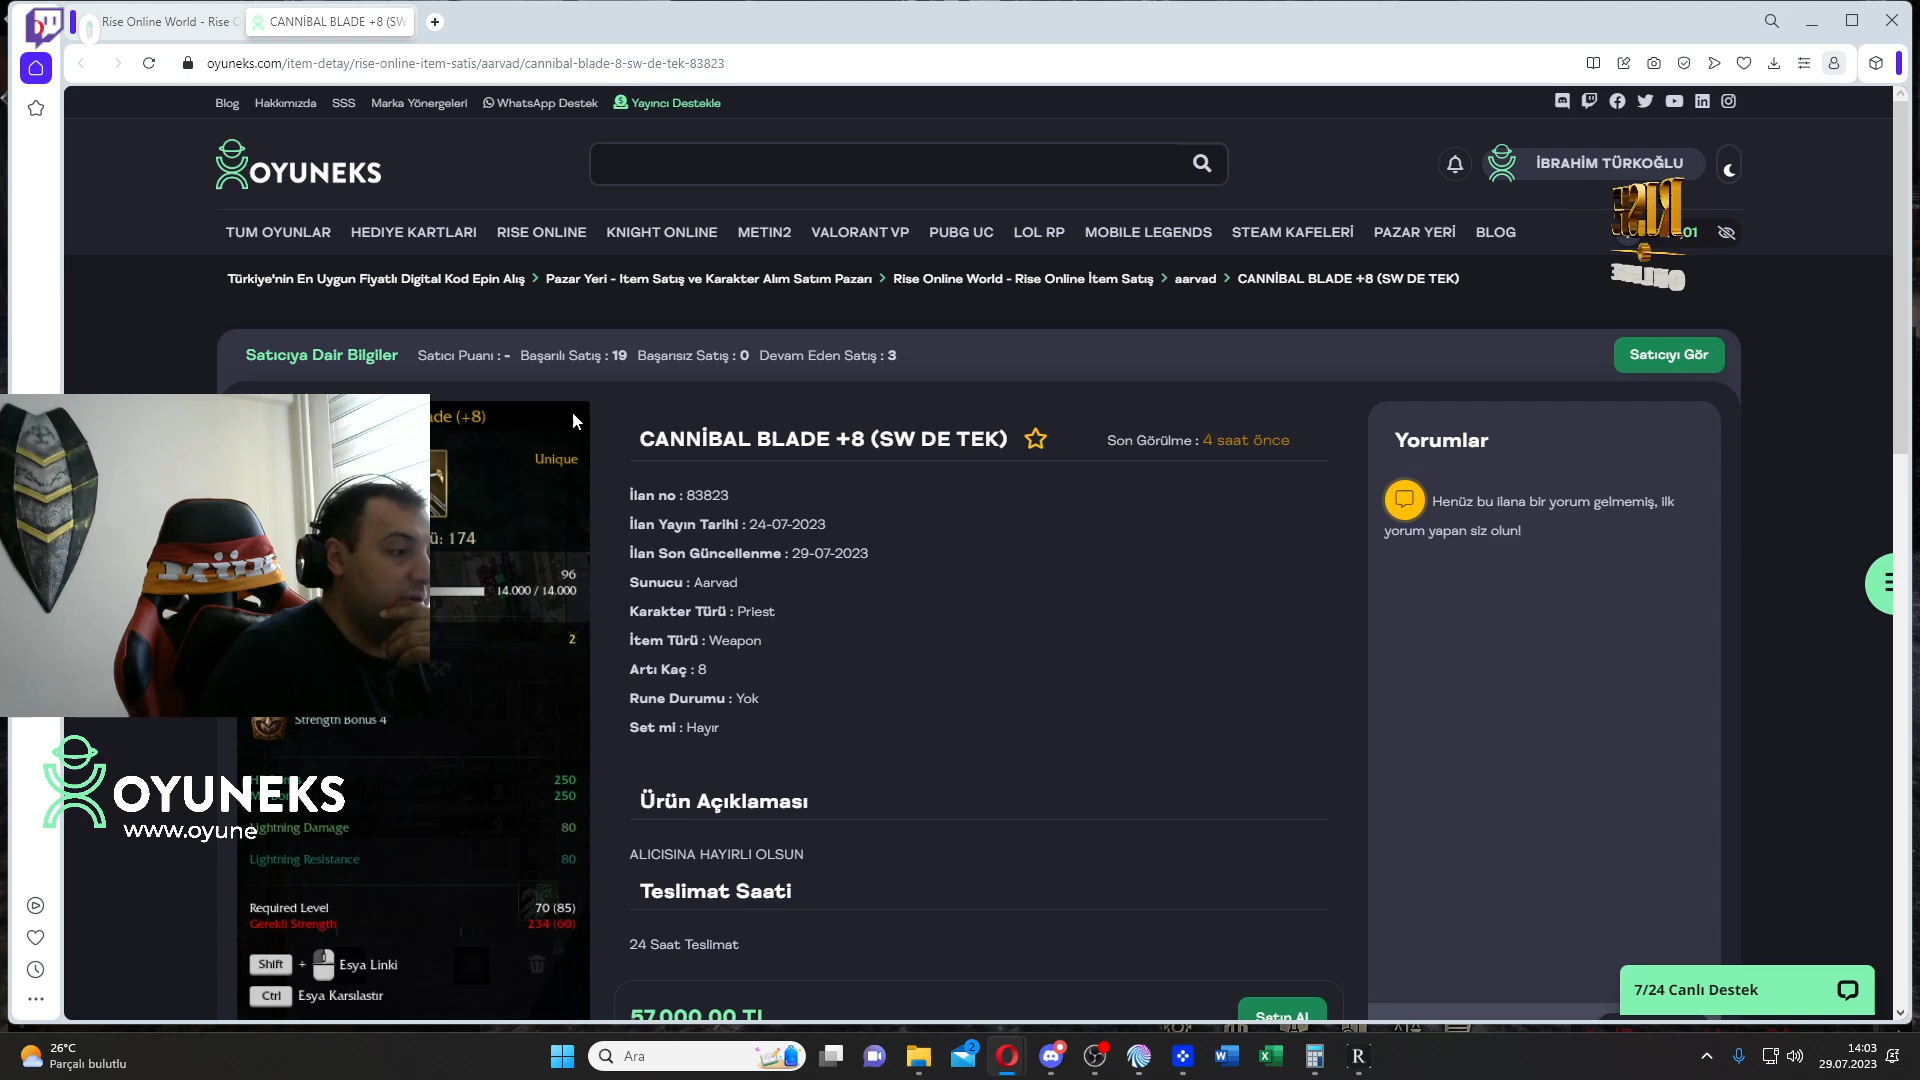 Rise Online World - Rise
CANNİBAL BLADE +8 (SW
oyuneks.com/item-detay/rise-online-item-satis/aarvad/cannibal-blade-8-sw-de-tek-83823
Blog
Hakkımızda
SSS
Marka Yönergeleri
WhatsApp Destek
Yayıncı Destekle
OYUNEKS
İBRAHİM TÜRKOĞLU
TUM OYUNLAR
HEDIYE KARTLARI
RISE ONLINE
KNIGHT ONLINE
METIN2
VALORANT VP
PUBG UC
LOL RP
MOBILE LEGENDS
STEAM KAFELERİ
PAZAR YERİ
BLOG
Türkiye'nin En Uygun Fiyatlı Digital Kod Epin Alış > Pazar Yeri - Item Satış ve Karakter Alım Satım Pazarı > Rise Online World - Rise Online İtem Satış > aarvad > CANNİBAL BLADE +8 (SW DE TEK)
Satıcıya Dair Bilgiler
Satıcı Puanı : -
Başarılı Satış : 19
Başarısız Satış : 0
Devam Eden Satış : 3
Satıcıyı Gör
(+8)
Unique
174
96
14.000 / 14.000
2
Strength Bonus 4
250
250
Lightning Damage 80
Lightning Resistance 80
Required Level 70 (85)
Gerekli Strength 234 (60)
Shift + Esya Linki
Ctrl Esya Karsılastır
CANNİBAL BLADE +8 (SW DE TEK)
Son Görülme : 4 saat önce
İlan no : 83823
İlan Yayın Tarihi : 24-07-2023
İlan Son Güncellenme : 29-07-2023
Sunucu : Aarvad
Karakter Türü : Priest
İtem Türü : Weapon
Artı Kaç : 8
Rune Durumu : Yok
Set mi : Hayır
Ürün Açıklaması
ALICISINA HAYIRLI OLSUN
Teslimat Saati
24 Saat Teslimat
57.000,00 TL
Satın Al
Yorumlar
Henüz bu ilana bir yorum gelmemiş, ilk
yorum yapan siz olun!
OYUNEKS
www.oyune
7/24 Canlı Destek
26°C
Parçalı bulutlu
Ara
14:03
29.07.2023